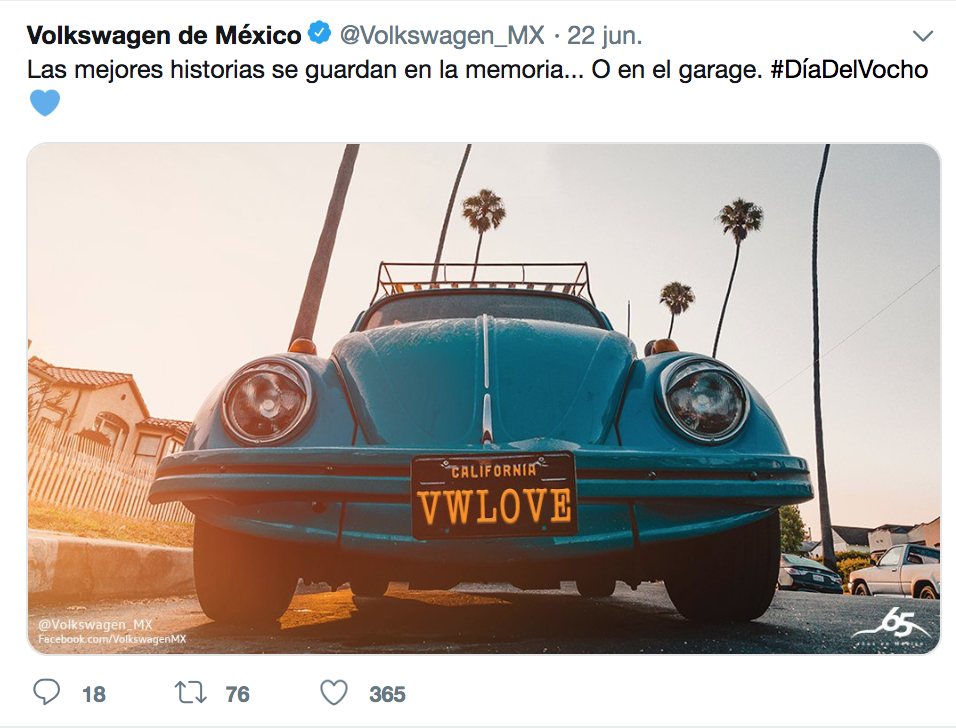 Volkswagen de México @Volkswagen_MX · 22 jun.
Las mejores historias se guardan en la memoria... O en el garage. #DíaDelVocho
CALIFORNIA
VWLOVE
@Volkswagen_MX
Facebook.com/VolkswagenMX
65
18 76 365